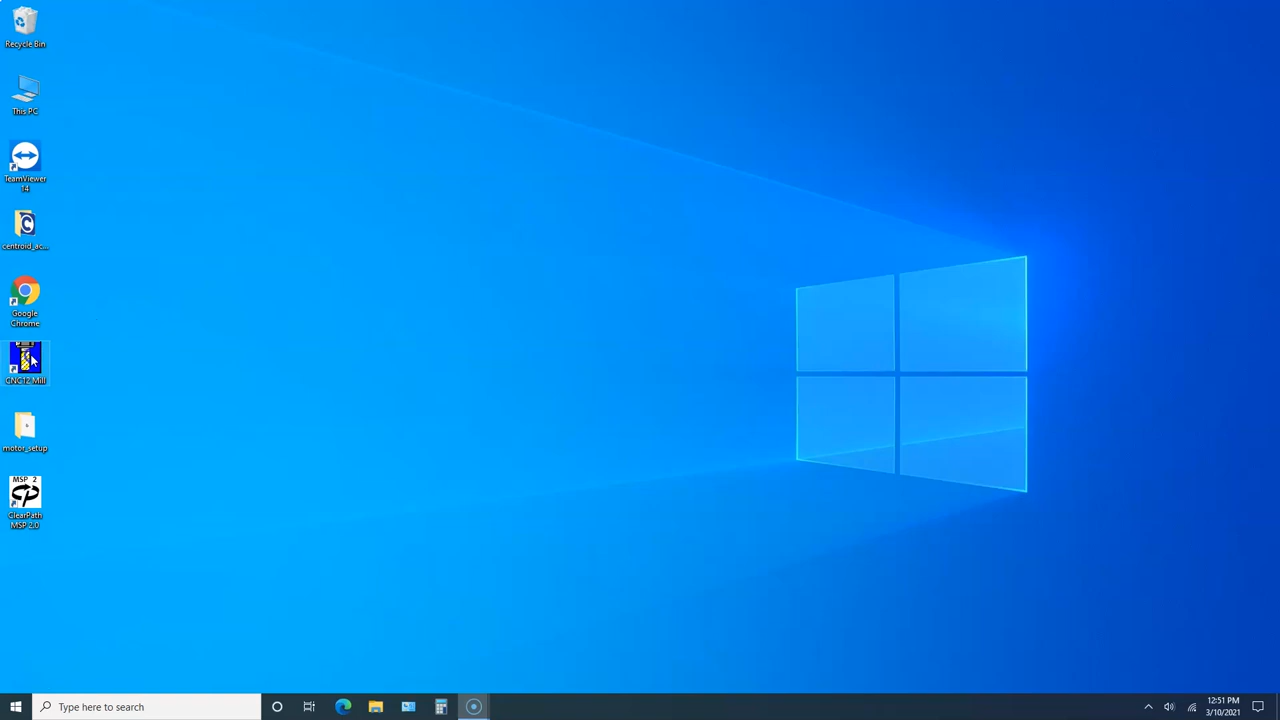 Recycle Bin
This PC
TeamViewer
14
centroid_ac...
Google
Chrome
CNC12 Mill
motor_setup
MSP 2
ClearPath
MSP 2.0
Type here to search
12:51 PM
3/10/2021